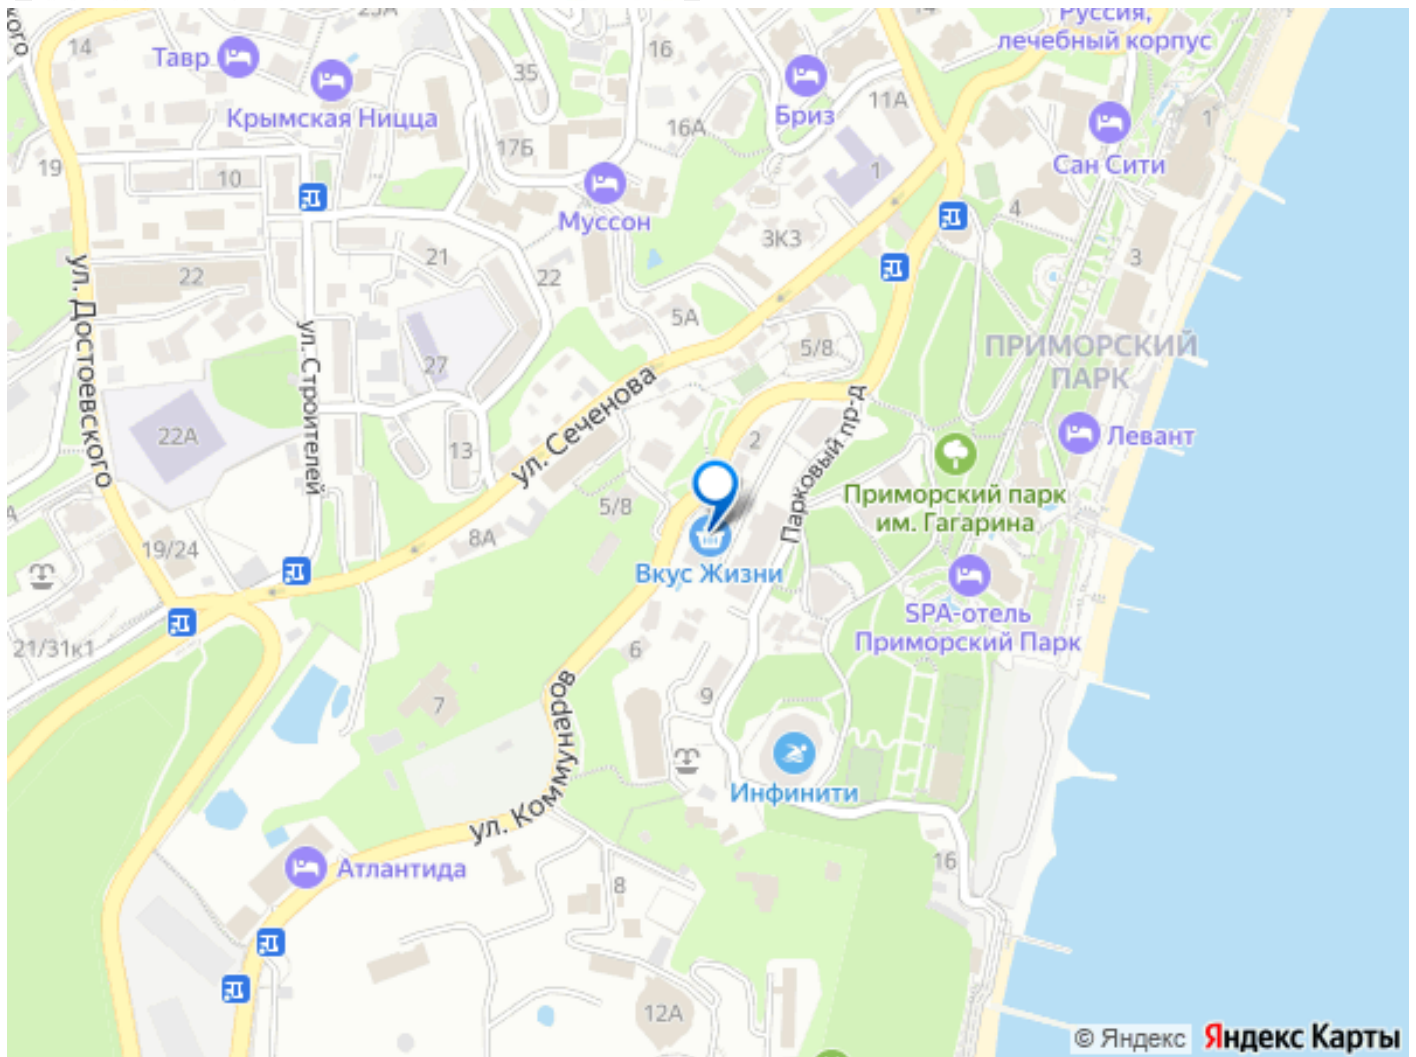 23А
Руссия,
лечебный корпус
14
Тавр
16
35
Крымская Ницца
Бриз
11А
16А
17Б
Сан Сити
1
19
10
Муссон
1
4
3К3
21
22
22
3
ул. Достоевского
ул. Строителей
5А
5/8
27
ПРИМОРСКИЙ
ПАРК
ул. Сеченова
Парковый пр-д
22А
13
2
Левант
Приморский парк
им. Гагарина
5/8
8А
19/24
Вкус Жизни
SPA-отель
Приморский Парк
21/31к1
6
7
9
ул. Коммунаров
Инфинити
16
Атлантида
8
12А
© Яндекс Яндекс Карты